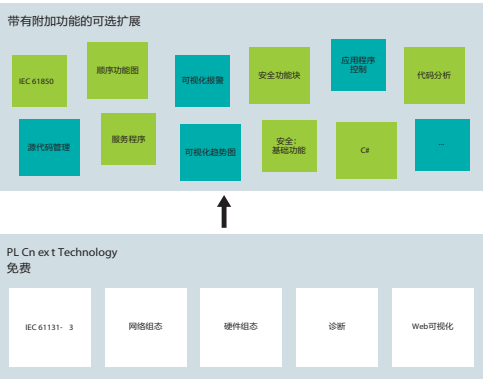 带有附加功能的可选扩展
IEC 61850
顺序功能图
可视化报警
安全功能块
应用程序
控制
代码分析
源代码管理
服务程序
可视化趋势图
安全：
基础功能
C#
...
PL Cn ex t Technology
免费
IEC 61131- 3
网络组态
硬件组态
诊断
Web可视化